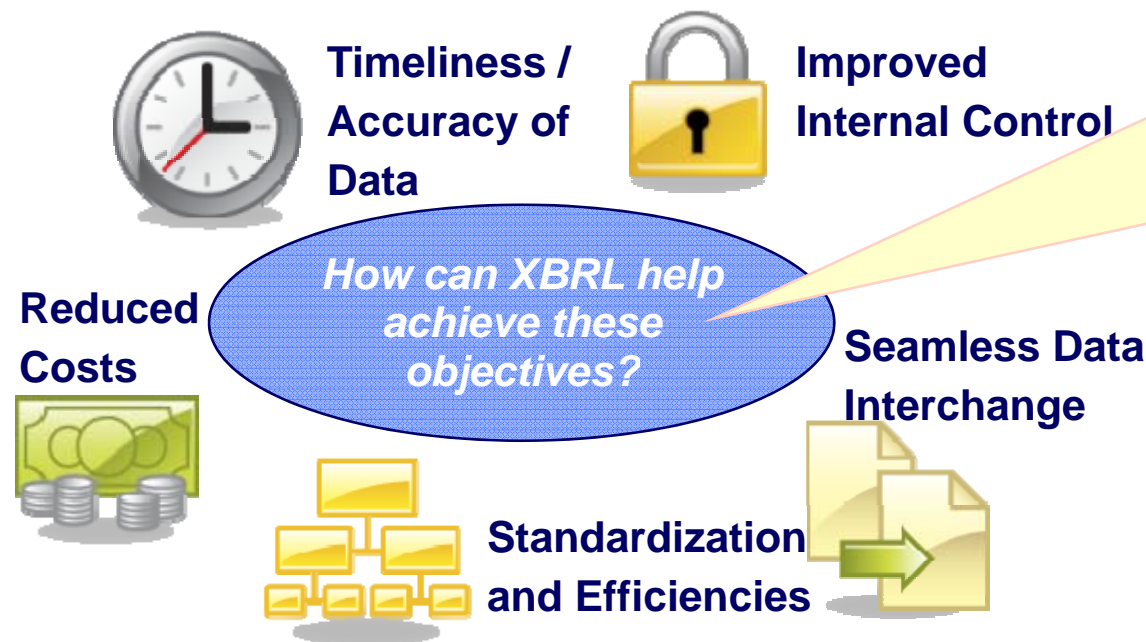 Timeliness /
Accuracy of
Data
Improved
Internal Control
How can XBRL help
achieve these
objectives?
Reduced
Costs
Seamless Data
Interchange
Standardization
and Efficiencies